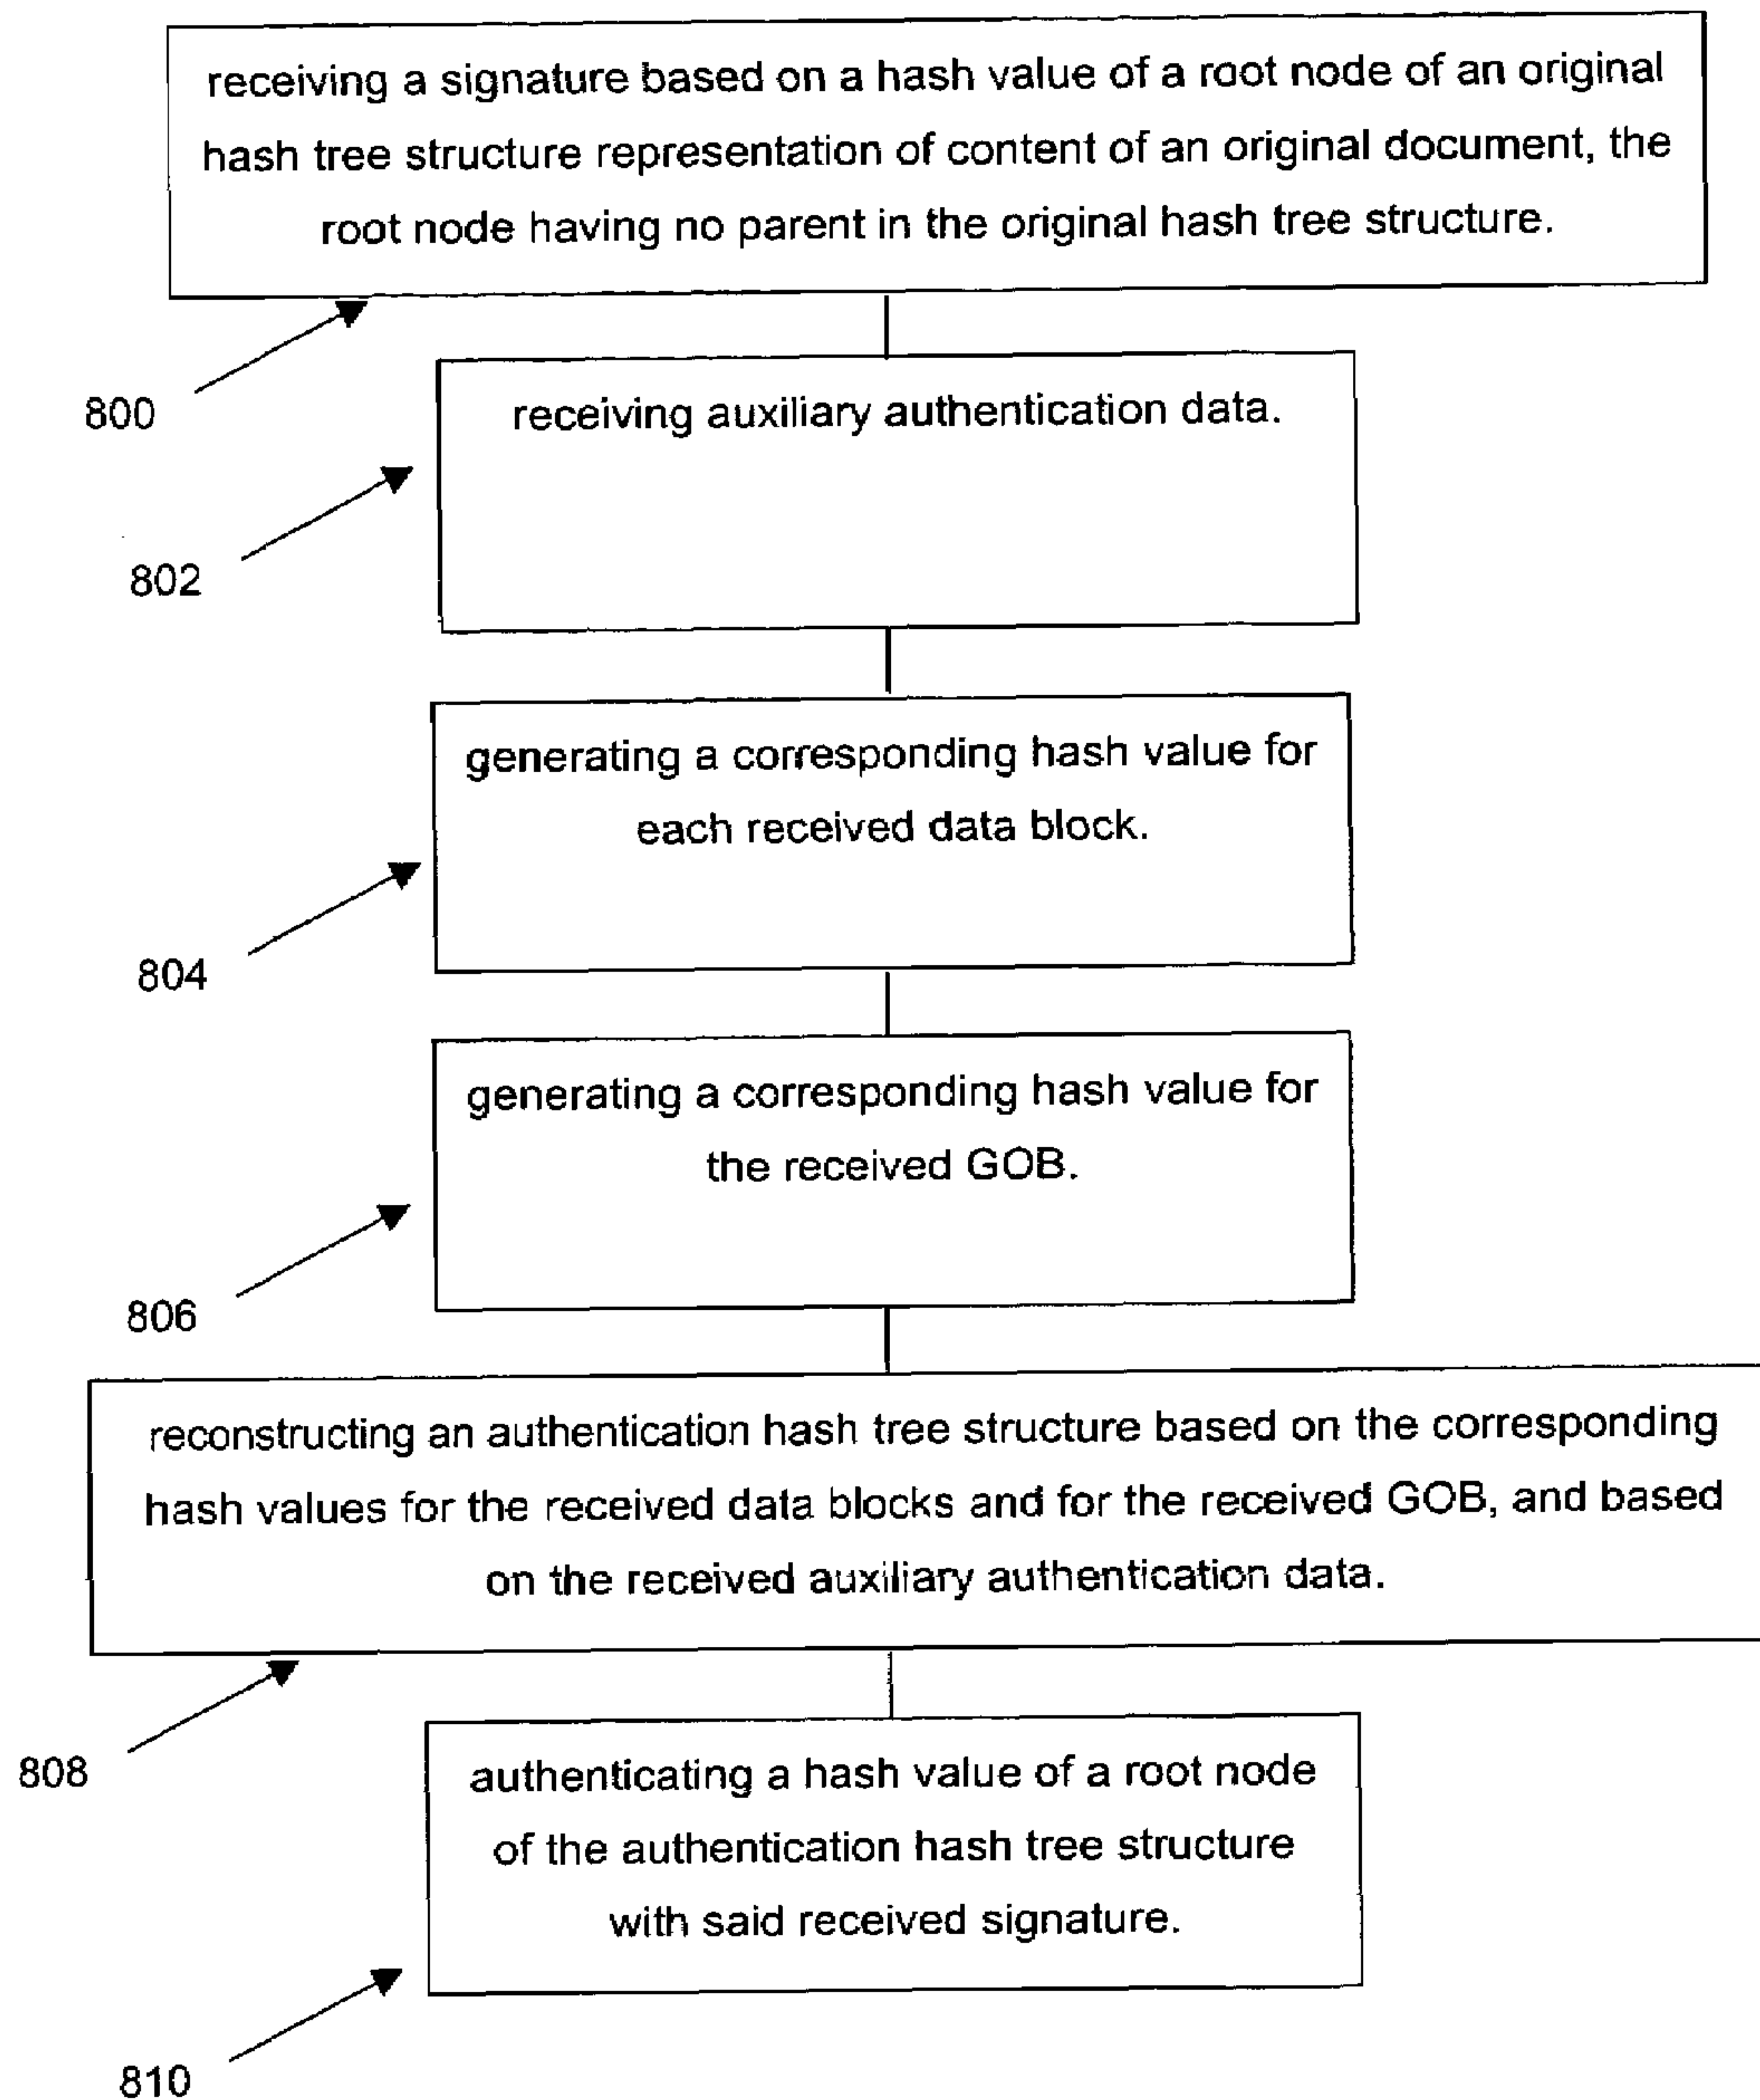 receiving a signature based on a hash value of a root node of an original
hash tree structure representation of content of an original document, the
root node having no parent in the original hash tree structure.
800
receiving auxiliary authentication data.
802
generating a corresponding hash value for
each received data block.
804
generating a corresponding hash value for
the received GOB.
806
reconstructing an authentication hash tree structure based on the corresponding
hash values for the received data blocks and for the received GOB, and based
on the received auxiliary authentication data.
808
authenticating a hash value of a root node
of the authentication hash tree structure
with said received signature.
810